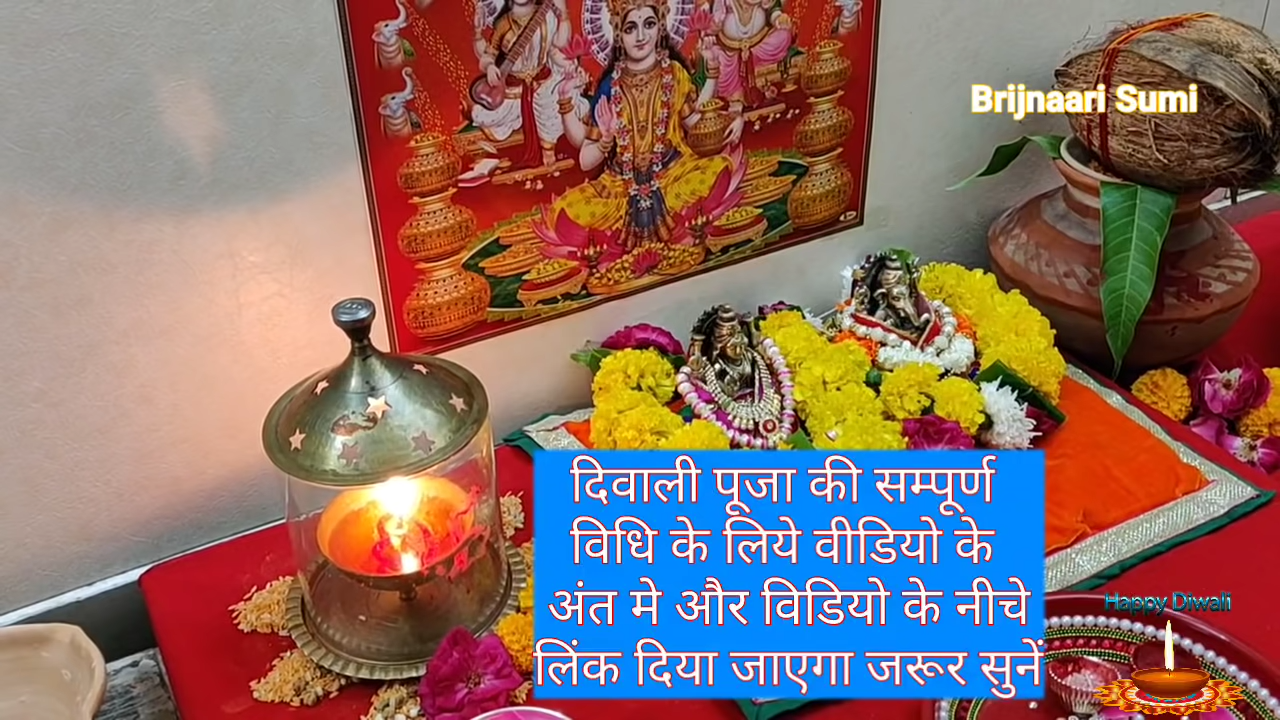 Brijnaari Sumi
दिवाली पूजा की सम्पूर्ण
विधि के लिये वीडियो के
अंत मे और विडियो के नीचे
लिंक दिया जाएगा जरूर सुनें
Happy Diwali